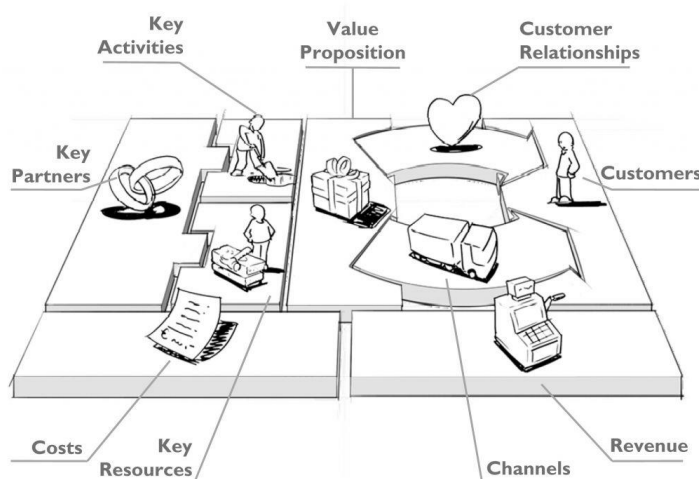 Key
Activities
Value
Proposition
Customer
Relationships
Key
Partners
Customers
Costs
Key
Resources
Channels
Revenue